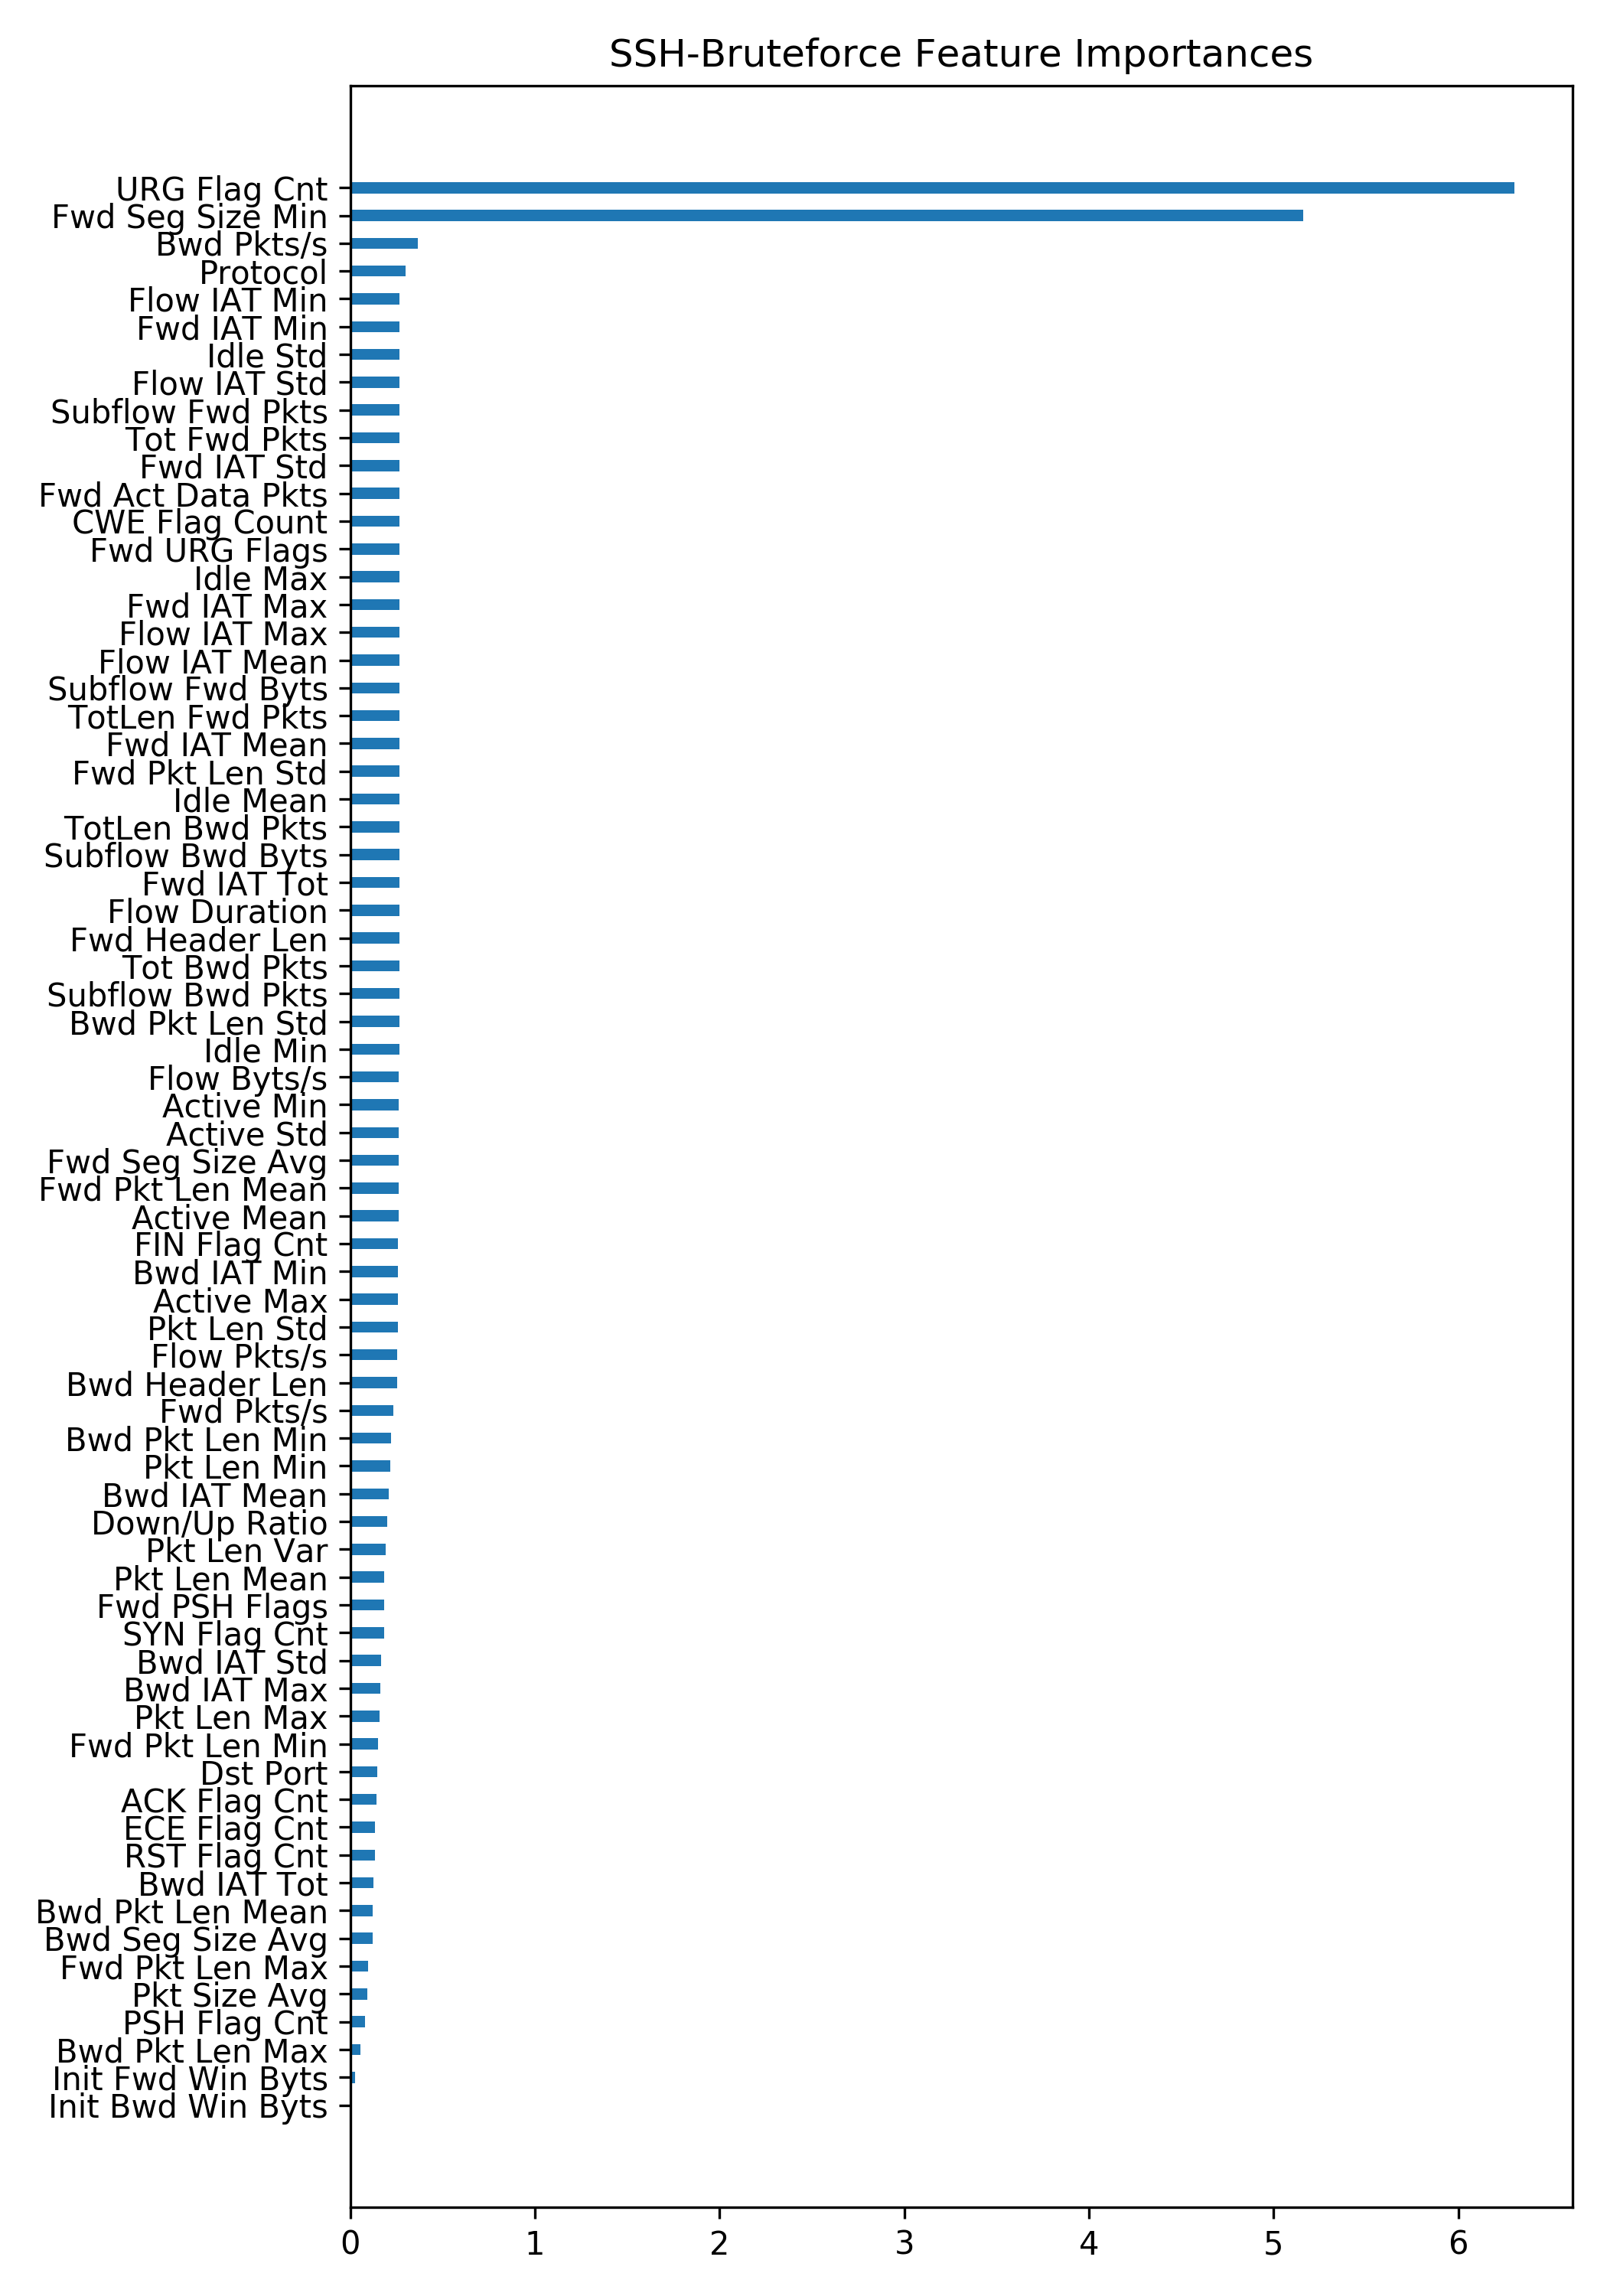 SSH-Bruteforce Feature Importances
URG Flag Cnt
Fwd Seg Size Min
Bwd Pkts/s
Protocol
Flow IAT Min
Fwd IAT Min
Idle Std
Flow IAT Std
Subflow Fwd Pkts
Tot Fwd Pkts
Fwd IAT Std
Fwd Act Data Pkts
CWE Flag Count
Fwd URG Flags
Idle Max
Fwd IAT Max
Flow IAT Max
Flow IAT Mean
Subflow Fwd Byts
TotLen Fwd Pkts
Fwd IAT Mean
Fwd Pkt Len Std
Idle Mean
TotLen Bwd Pkts
Subflow Bwd Byts
Fwd IAT Tot
Flow Duration
Fwd Header Len
Tot Bwd Pkts
Subflow Bwd Pkts
Bwd Pkt Len Std
Idle Min
Flow Byts/s
Active Min
Active Std
Fwd Seg Size Avg
Fwd Pkt Len Mean
Active Mean
FIN Flag Cnt
Bwd IAT Min
Active Max
Pkt Len Std
Flow Pkts/s
Bwd Header Len
Fwd Pkts/s
Bwd Pkt Len Min
Pkt Len Min
Bwd IAT Mean
Down/Up Ratio
Pkt Len Var
Pkt Len Mean
Fwd PSH Flags
SYN Flag Cnt
Bwd IAT Std
Bwd IAT Max
Pkt Len Max
Fwd Pkt Len Min
Dst Port
ACK Flag Cnt
ECE Flag Cnt
RST Flag Cnt
Bwd IAT Tot
Bwd Pkt Len Mean
Bwd Seg Size Avg
Fwd Pkt Len Max
Pkt Size Avg
PSH Flag Cnt
Bwd Pkt Len Max
Init Fwd Win Byts
Init Bwd Win Byts
0 1 2 3 4 5 6